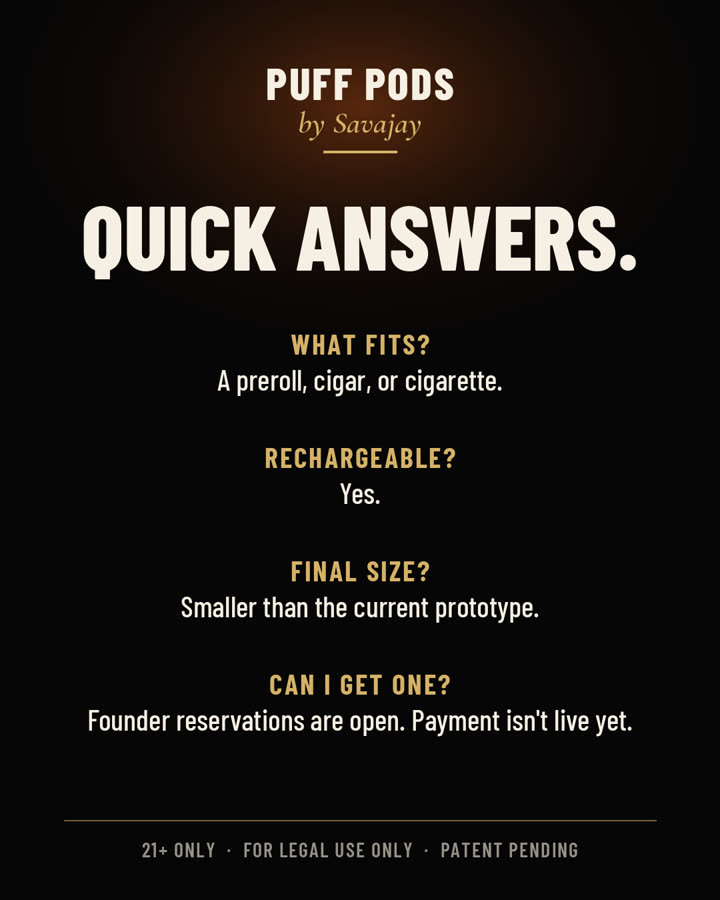 PUFF PODS
by Savajay
QUICK ANSWERS.
WHAT FITS?
A preroll, cigar, or cigarette.
RECHARGEABLE?
Yes.
FINAL SIZE?
Smaller than the current prototype.
CAN I GET ONE?
Founder reservations are open. Payment isn't live yet.
21+ ONLY · FOR LEGAL USE ONLY · PATENT PENDING